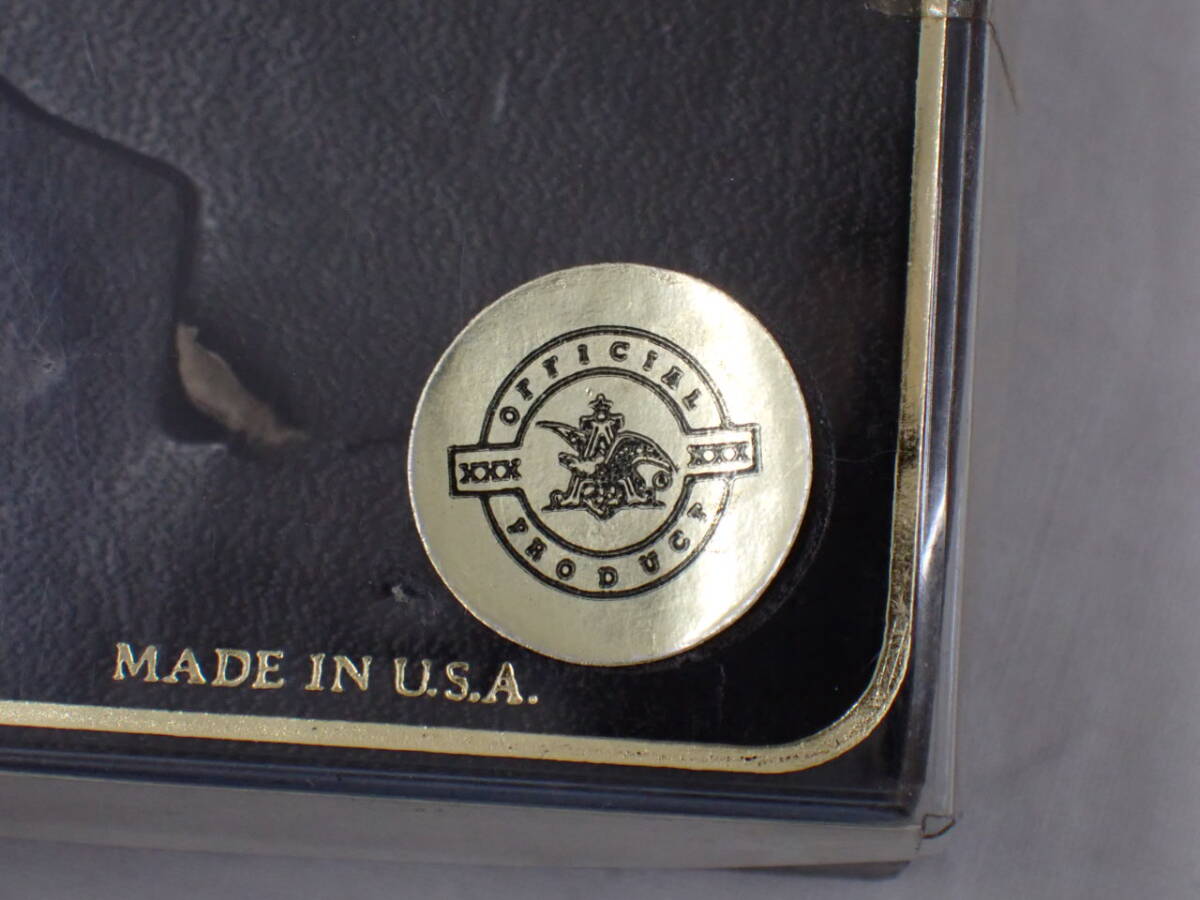 OFFICIAL
XXX XXX
PRODUCT
MADE IN U.S.A.